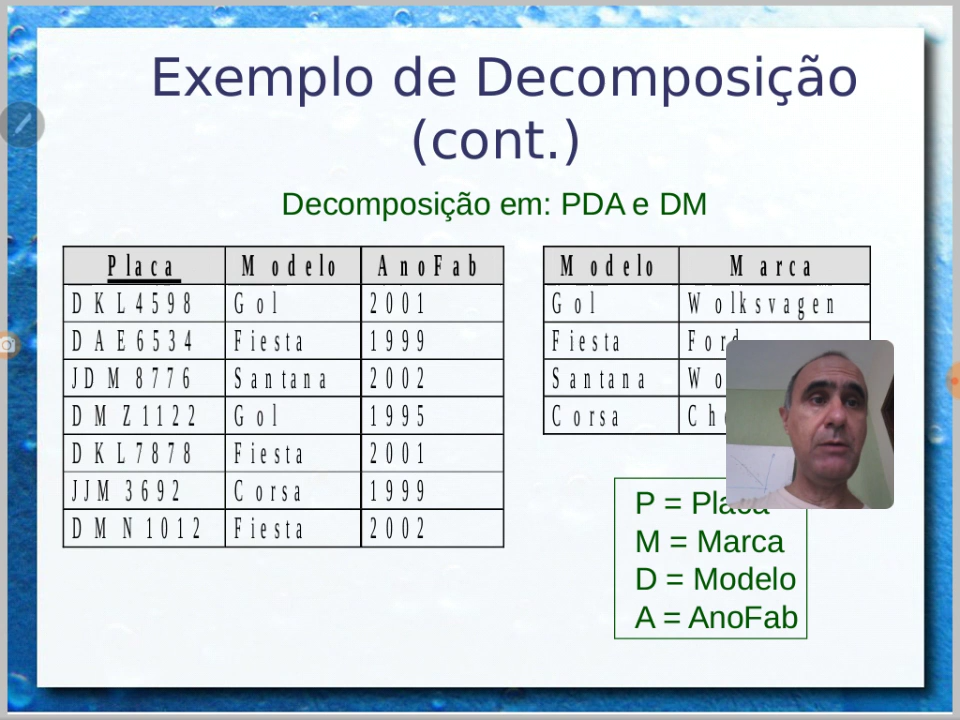 Exemplo de Decomposição
(cont.)
Decomposição em: PDA e DM
Placa Modelo AnoFab
DKL4598 Gol 2001
DAE6534 Fiesta 1999
JDM 8776 Santana 2002
DMZ1122 Gol 1995
DKL7878 Fiesta 2001
JJM 3692 Corsa 1999
DMN1012 Fiesta 2002
Modelo Marca
Gol Wolksvagen
Fiesta Ford
Santana
Corsa
P = Placa
M = Marca
D = Modelo
A = AnoFab